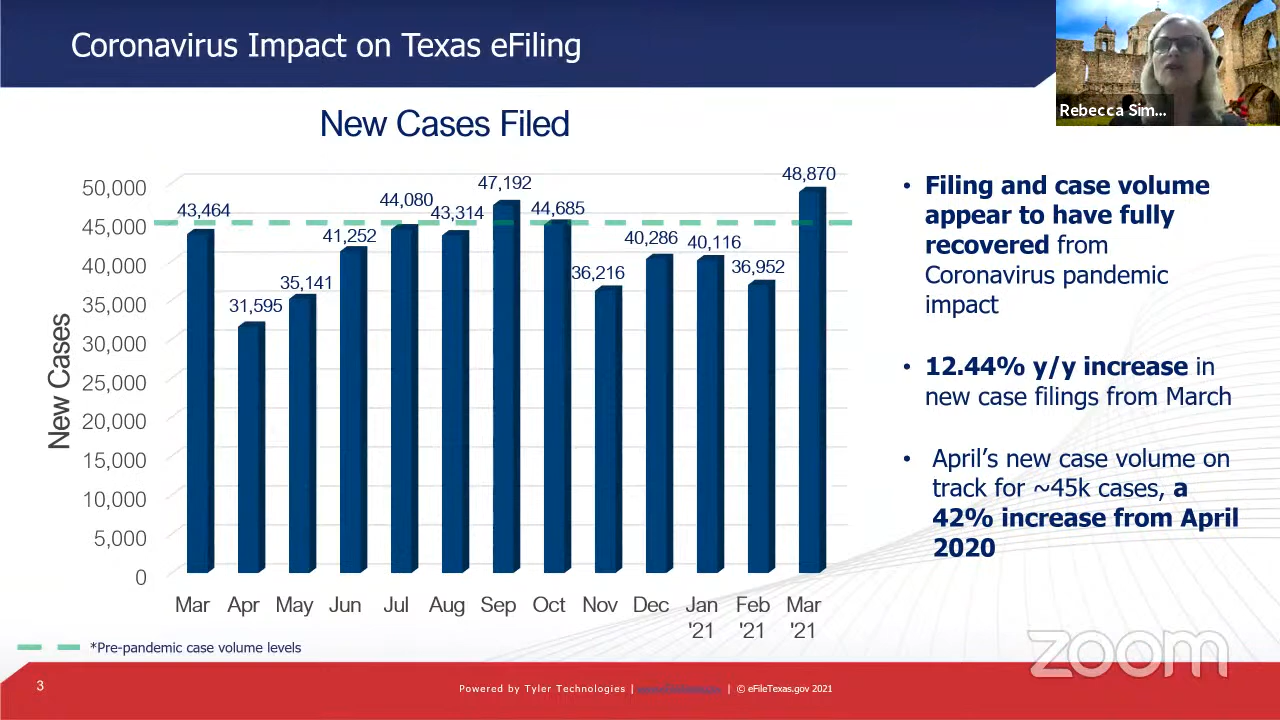 Coronavirus Impact on Texas eFiling
Rebecca Sim...
New Cases Filed
New Cases
50,000
45,000
40,000
35,000
30,000
25,000
20,000
15,000
10,000
5,000
0
43,464
31,595
35,141
41,252
44,080
43,314
47,192
44,685
36,216
40,286
40,116
36,952
48,870
Mar Apr May Jun Jul Aug Sep Oct Nov Dec Jan Feb Mar
'21 '21 '21
*Pre-pandemic case volume levels
• Filing and case volume
appear to have fully
recovered from
Coronavirus pandemic
impact
• 12.44% y/y increase in
new case filings from March
• April’s new case volume on
track for ~45k cases, a
42% increase from April
2020
zoom
3
Powered by Tyler Technologies | | © eFileTexas.gov 2021